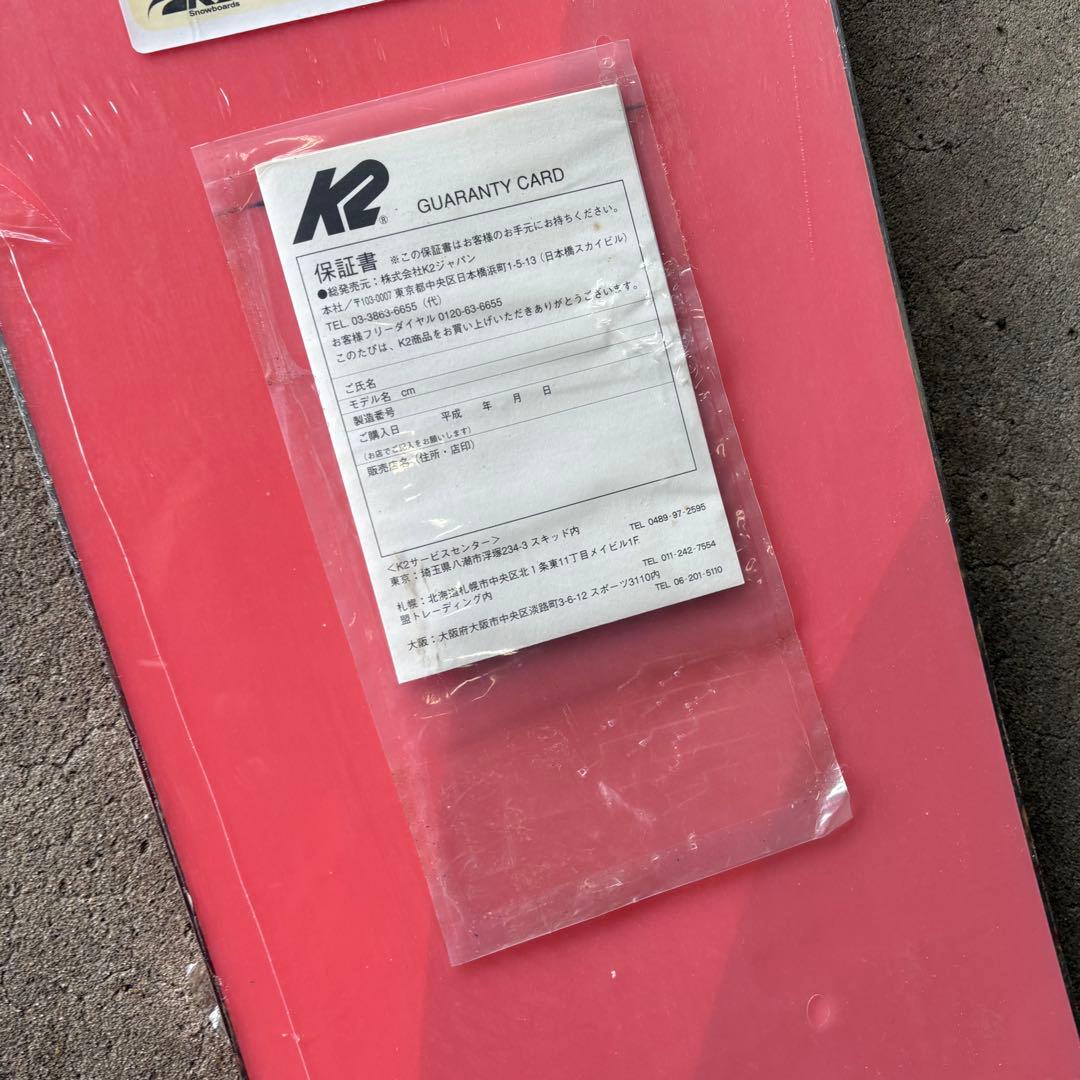 Snowboards
K2®
GUARANTY CARD
保証書 ※この保証書はお客様のお手元にお持ちください。
●総発売元：株式会社K2ジャパン
本社／〒103-0007 東京都中央区日本橋浜町1-5-13（日本橋スカイビル）
TEL. 03-3863-6655（代）
お客様フリーダイヤル 0120-63-6655
このたびは、K2商品をお買い上げいただきありがとうございます。
ご氏名
モデル名 cm
製造番号
ご購入日 平成 年 月 日
（お店でご記入をお願いします）
販売店名（住所・店印）
＜K2サービスセンター＞
東京：埼玉県八潮市浮塚234-3 スキッド内 TEL 0489-97-2595
札幌：北海道札幌市中央区北1条東11丁目メイビル1F
盟トレーディング内 TEL 011-242-7554
大阪：大阪府大阪市中央区淡路町3-6-12 スポーツ3110内 TEL 06-201-5110